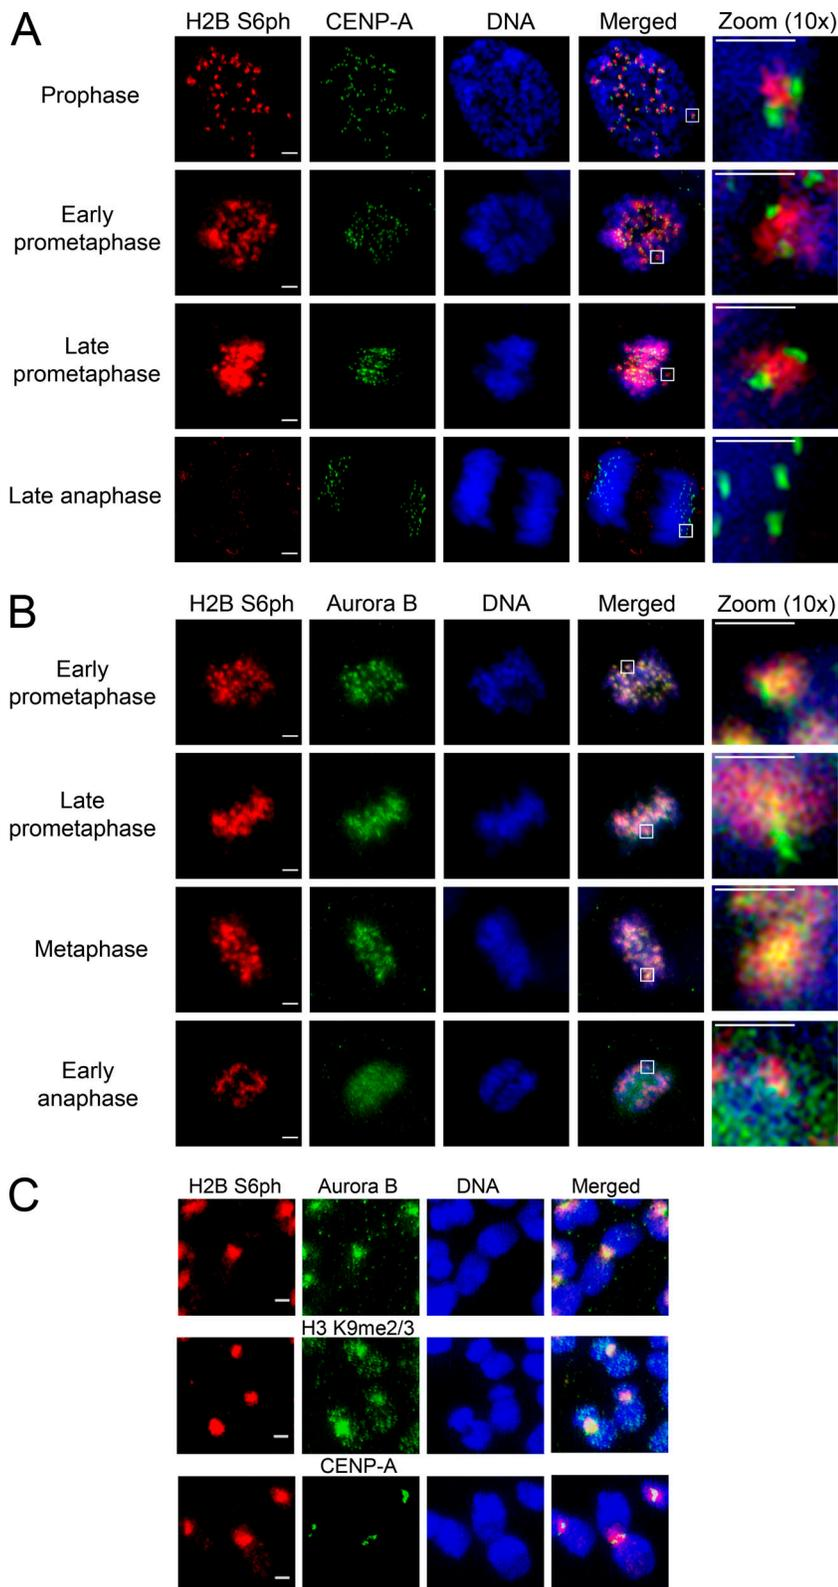 A
H2B S6ph CENP-A DNA Merged Zoom (10x)
Prophase
Early
prometaphase
Late
prometaphase
Late anaphase
B
H2B S6ph Aurora B DNA Merged Zoom (10x)
Early
prometaphase
Late
prometaphase
Metaphase
Early
anaphase
C
H2B S6ph Aurora B DNA Merged
H3 K9me2/3
CENP-A